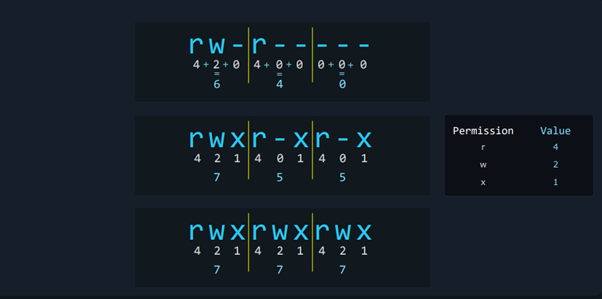 rw-r-----
4+2+0 4+0+0 0+0+0
= = =
6 4 0
rwxr-xr-x
4 2 1 4 0 1 4 0 1
7 5 5
rwxrwxrwx
4 2 1 4 2 1 4 2 1
7 7 7
Permission Value
r 4
w 2
x 1